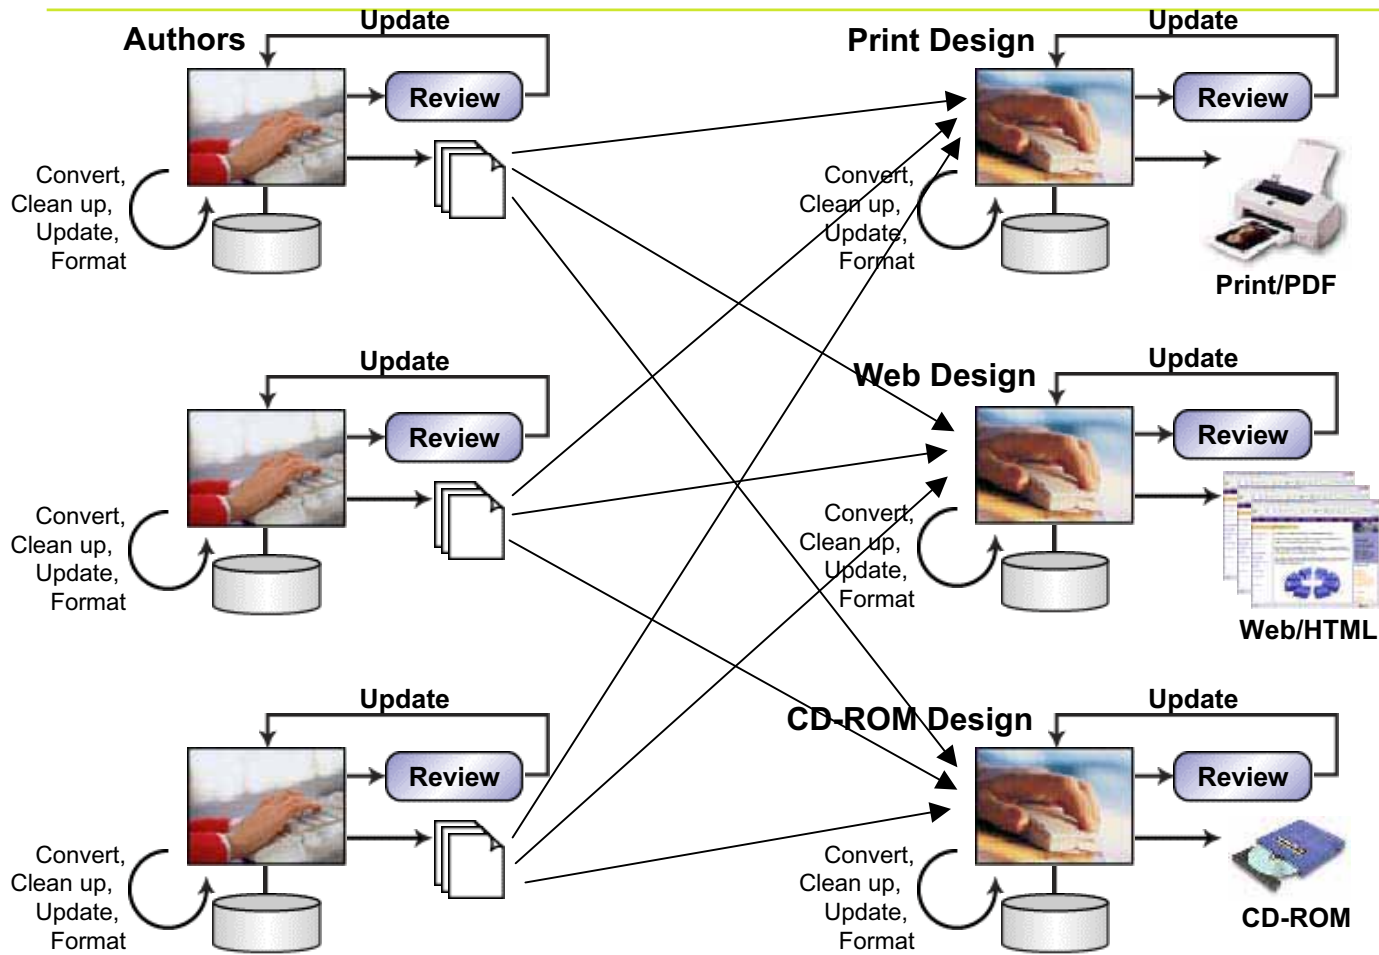 Update
Update
Authors
Print Design
Review
Review
Convert,
Clean up,
Update,
Format
Convert,
Clean up,
Update,
Format
Print/PDF
Update
Update
Web Design
Review
Review
Convert,
Clean up,
Update,
Format
Convert,
Clean up,
Update,
Format
Web/HTML
Update
Update
CD-ROM Design
Review
Review
Convert,
Clean up,
Update,
Format
Convert,
Clean up,
Update,
Format
CD-ROM